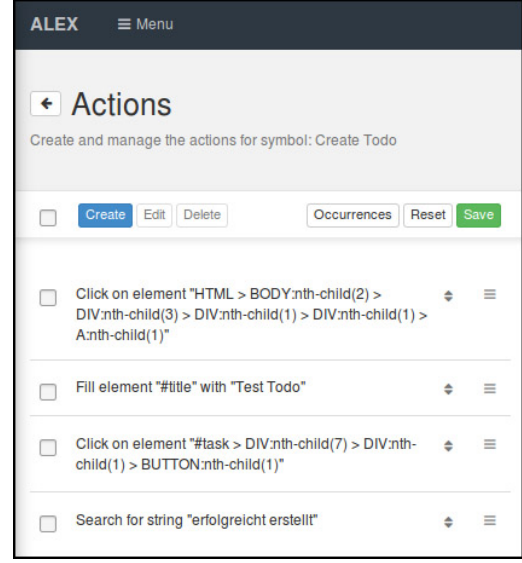 ALEX Menu
Actions
Create and manage the actions for symbol: Create Todo
Create Edit Delete Occurrences Reset Save
Click on element "HTML > BODY:nth-child(2) >
DIV:nth-child(3) > DIV:nth-child(1) > DIV:nth-child(1) >
A:nth-child(1)"
Fill element "#title" with "Test Todo"
Click on element "#task > DIV:nth-child(7) > DIV:nth-
child(1) > BUTTON:nth-child(1)"
Search for string "erfolgreicht erstellt"